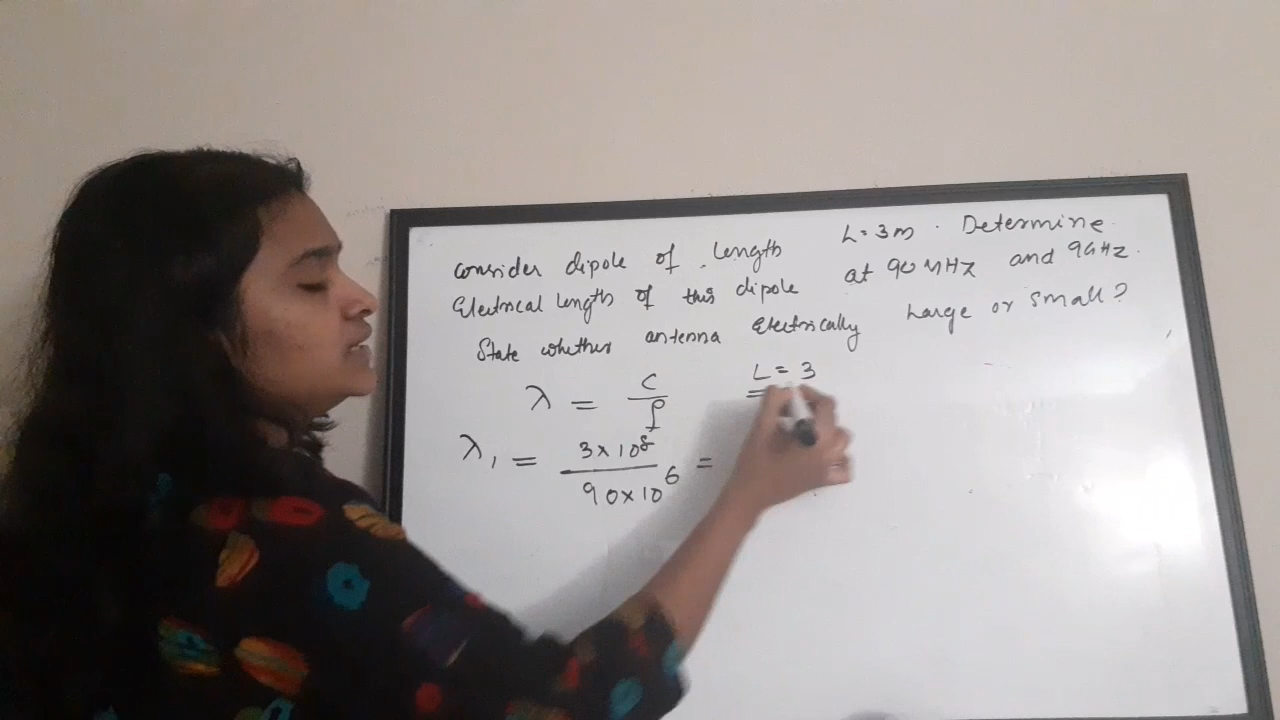 Consider dipole of length L = 3m. Determine
Electrical length of this dipole at 90 MHz and 9GHz.
State whether antenna Electrically Large or small?
λ = c/f
L = 3
λ₁ = 3×10⁸/90×10⁶ =